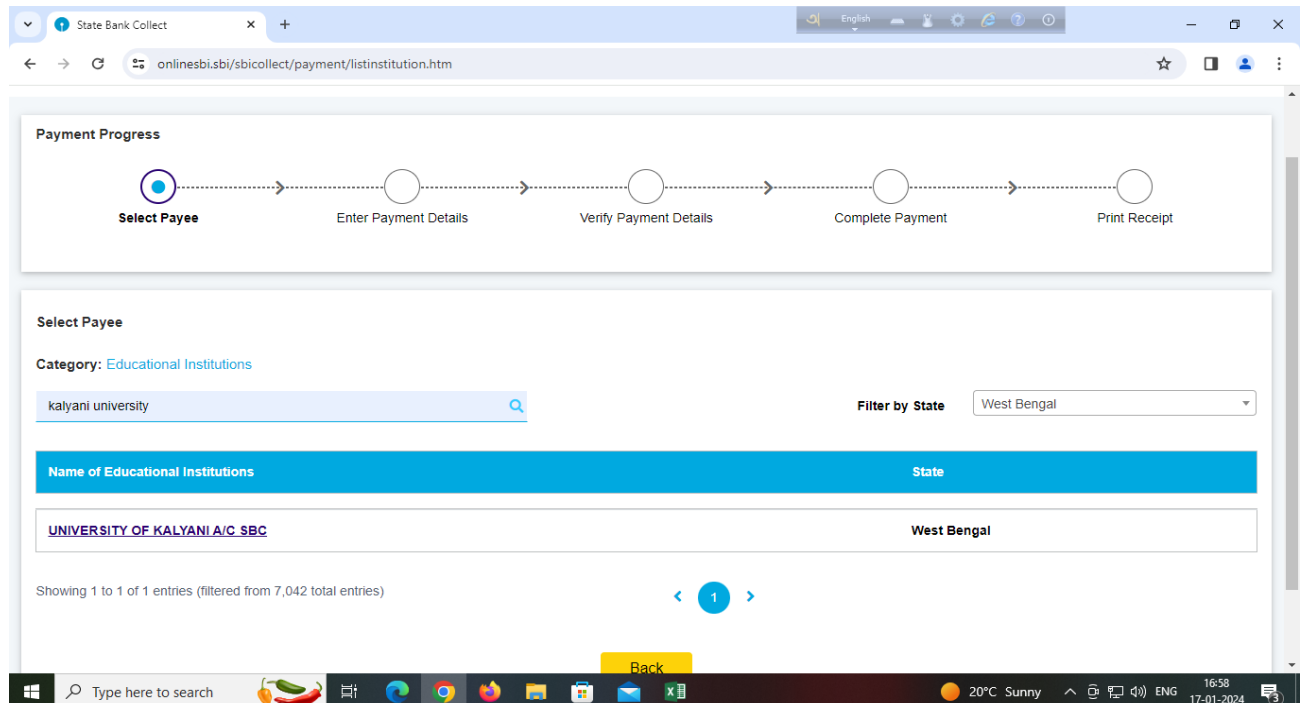 State Bank Collect
English
onlinesbi.sbi/sbicollect/payment/listinstitution.htm
Payment Progress
Select Payee Enter Payment Details Verify Payment Details Complete Payment Print Receipt
Select Payee
Category: Educational Institutions
kalyani university Filter by State West Bengal
Name of Educational Institutions State
UNIVERSITY OF KALYANI A/C SBC West Bengal
Showing 1 to 1 of 1 entries (filtered from 7,042 total entries) 1
Back
Type here to search 20°C Sunny ENG 16:58
17-01-2024 3